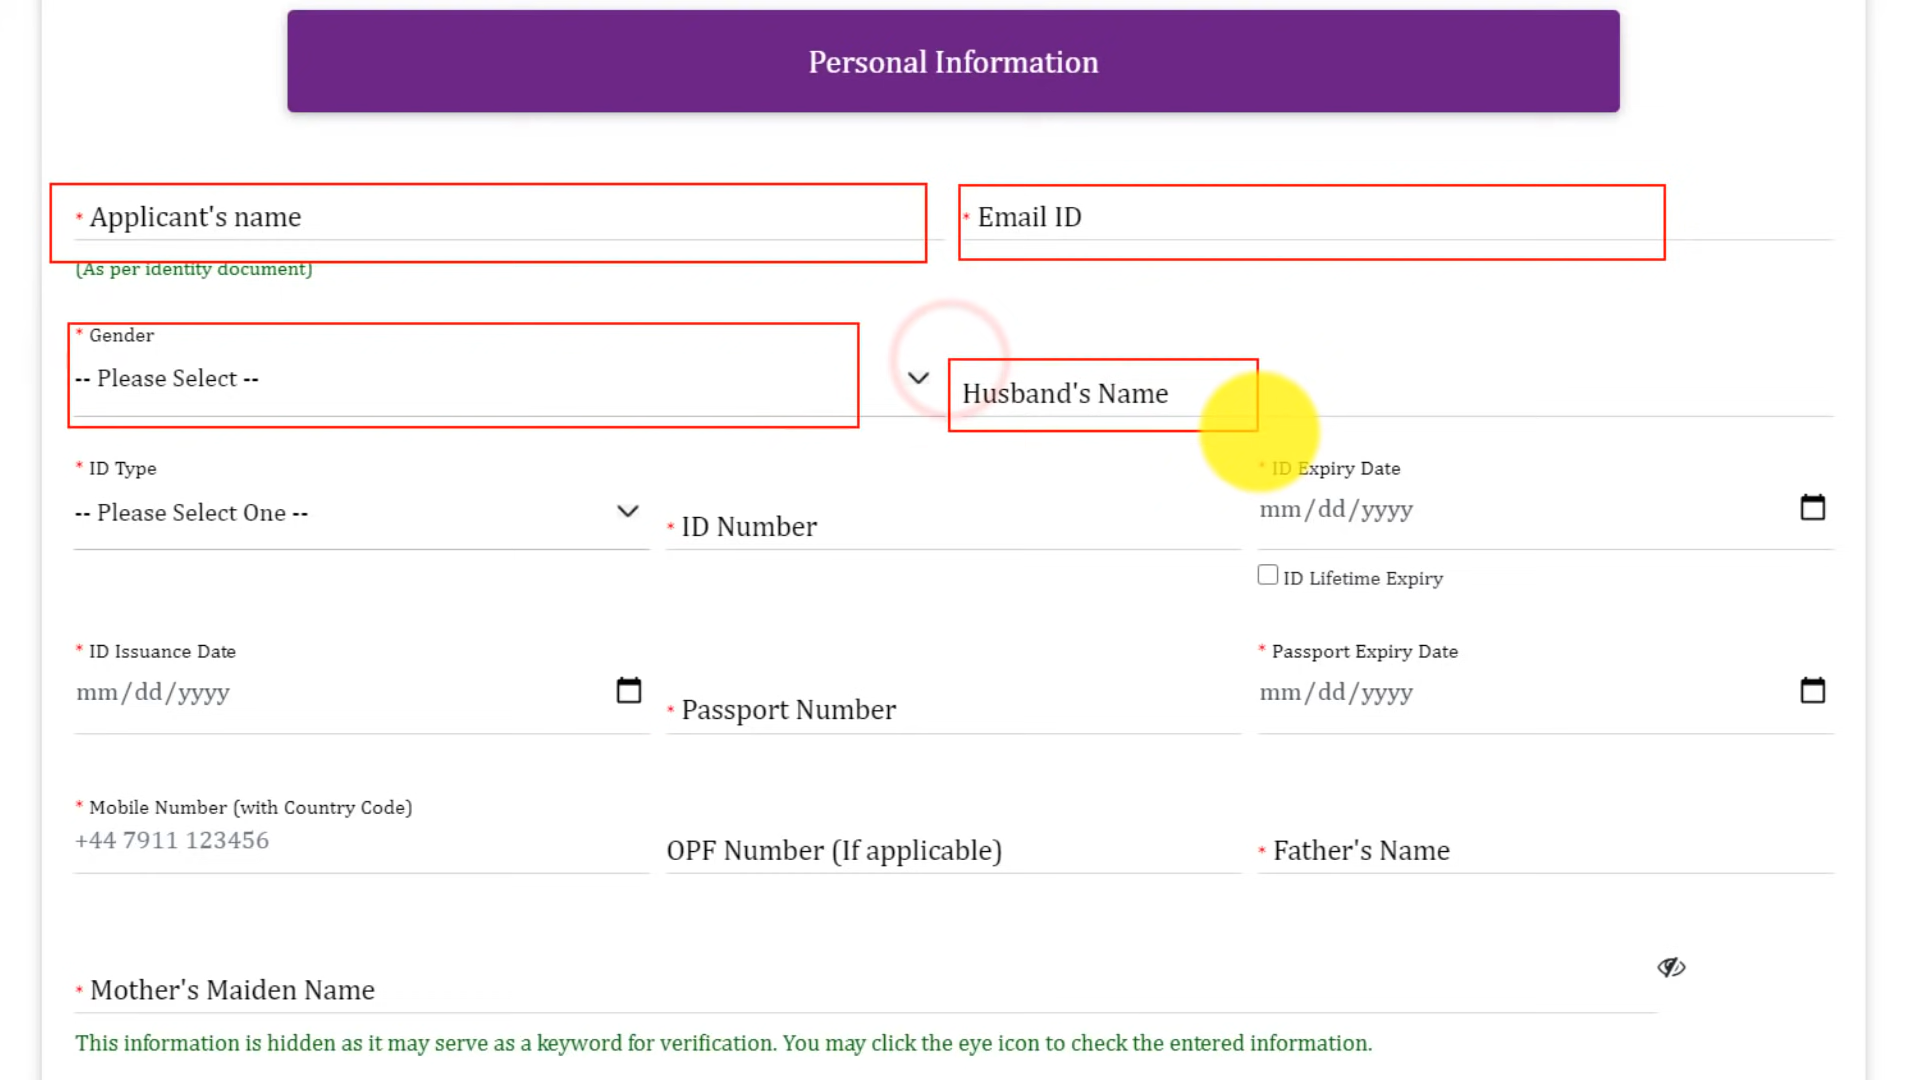 Personal Information
* Applicant's name
* Email ID
(As per identity document)
* Gender
-- Please Select --
Husband's Name
* ID Type
-- Please Select One --
* ID Number
* ID Expiry Date
mm/dd/yyyy
ID Lifetime Expiry
* ID Issuance Date
mm/dd/yyyy
* Passport Number
* Passport Expiry Date
mm/dd/yyyy
* Mobile Number (with Country Code)
+44 7911 123456
OPF Number (If applicable)
* Father's Name
* Mother's Maiden Name
This information is hidden as it may serve as a keyword for verification. You may click the eye icon to check the entered information.